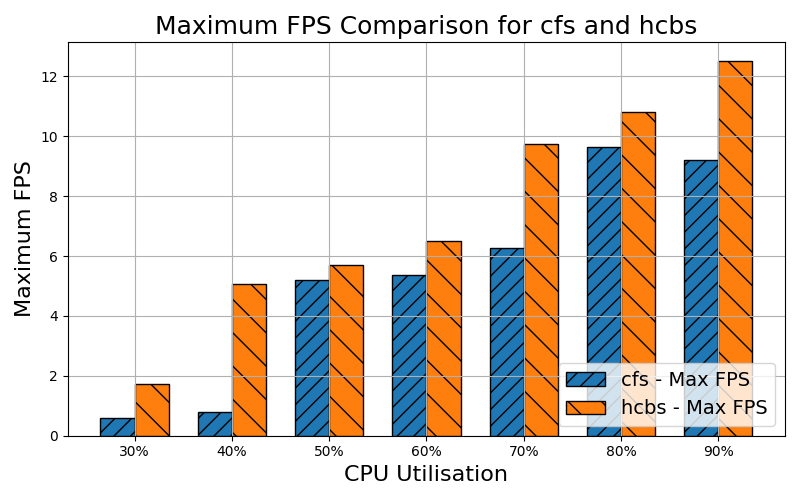 Maximum FPS Comparison for cfs and hcbs
Maximum FPS
12
10
8
6
4
2
0
30%
40%
50%
60%
70%
80%
90%
CPU Utilisation
cfs - Max FPS
hcbs - Max FPS